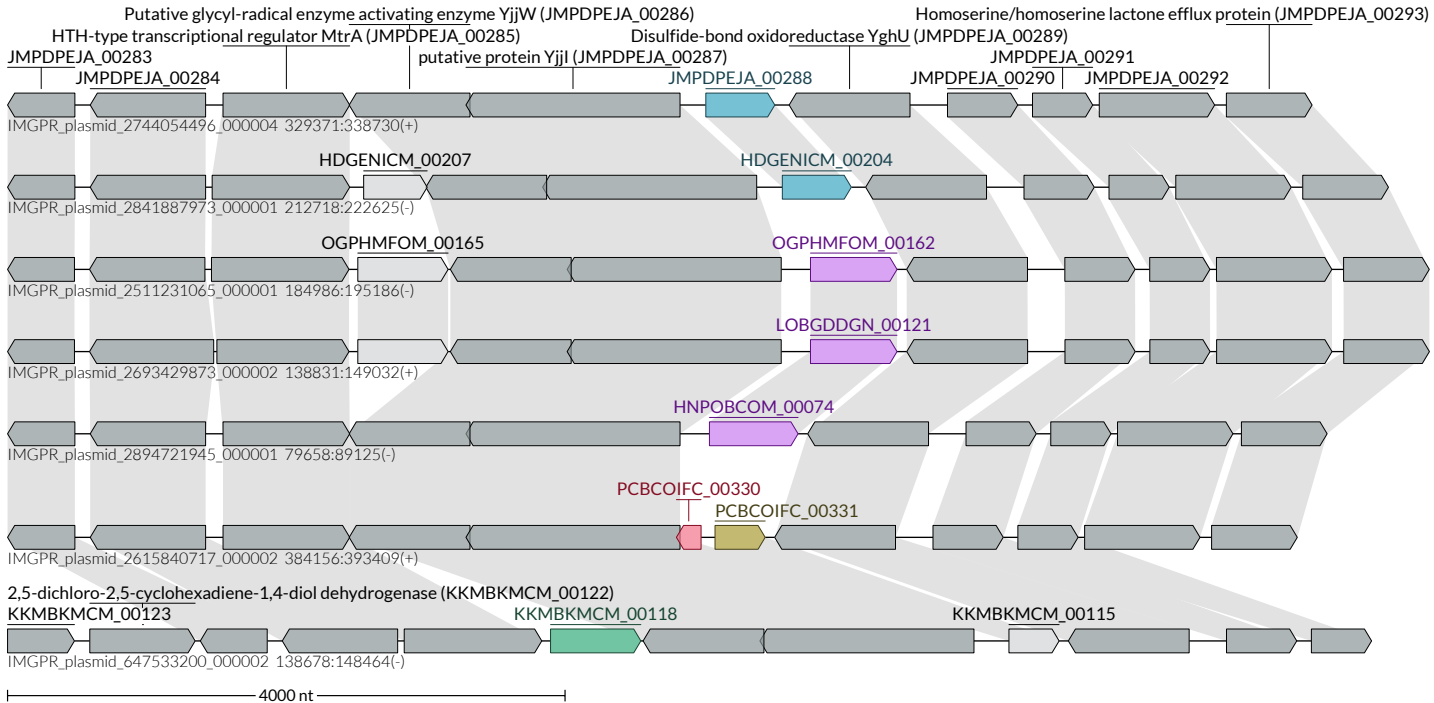 Putative glycyl-radical enzyme activating enzyme YjjW (JMPDPEJA_00286)
Homoserine/homoserine lactone efflux protein (JMPDPEJA_00293)
HTH-type transcriptional regulator MtrA (JMPDPEJA_00285)
Disulfide-bond oxidoreductase YghU (JMPDPEJA_00289)
JMPDPEJA_00283
putative protein YjjI (JMPDPEJA_00287)
JMPDPEJA_00291
JMPDPEJA_00284
JMPDPEJA_00288
JMPDPEJA_00290
JMPDPEJA_00292
IMGPR_plasmid_2744054496_000004 329371:338730(+)
HDGENICM_00207
HDGENICM_00204
IMGPR_plasmid_2841887973_000001 212718:222625(-)
OGPHMFOM_00165
OGPHMFOM_00162
IMGPR_plasmid_2511231065_000001 184986:195186(-)
LOBGDDGN_00121
IMGPR_plasmid_2693429873_000002 138831:149032(+)
HNPOBCOM_00074
IMGPR_plasmid_2894721945_000001 79658:89125(-)
PCBCOIFC_00330
PCBCOIFC_00331
IMGPR_plasmid_2615840717_000002 384156:393409(+)
2,5-dichloro-2,5-cyclohexadiene-1,4-diol dehydrogenase (KKMBKMCM_00122)
KKMBKMCM_00123
KKMBKMCM_00118
KKMBKMCM_00115
IMGPR_plasmid_647533200_000002 138678:148464(-)
4000 nt